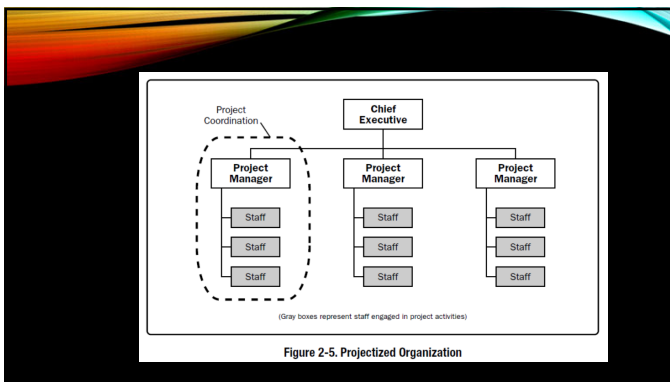 Project
Coordination
Chief
Executive
Project
Manager
Project
Manager
Project
Manager
Staff
Staff
Staff
Staff
Staff
Staff
Staff
Staff
Staff
(Gray boxes represent staff engaged in project activities)
Figure 2-5. Projectized Organization